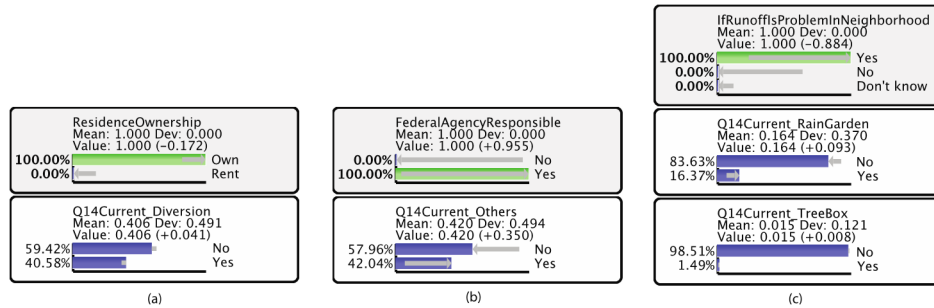 ResidenceOwnership
Mean: 1.000 Dev: 0.000
Value: 1.000 (-0.172)
100.00% Own
0.00% Rent
Q14Current_Diversion
Mean: 0.406 Dev: 0.491
Value: 0.406 (+0.041)
59.42% No
40.58% Yes
(a)
FederalAgencyResponsible
Mean: 1.000 Dev: 0.000
Value: 1.000 (+0.955)
0.00% No
100.00% Yes
Q14Current_Others
Mean: 0.420 Dev: 0.494
Value: 0.420 (+0.350)
57.96% No
42.04% Yes
(b)
IfRunoffIsProblemInNeighborhood
Mean: 1.000 Dev: 0.000
Value: 1.000 (-0.884)
100.00% Yes
0.00% No
0.00% Don't know
Q14Current_RainGarden
Mean: 0.164 Dev: 0.370
Value: 0.164 (+0.093)
83.63% No
16.37% Yes
Q14Current_TreeBox
Mean: 0.015 Dev: 0.121
Value: 0.015 (+0.008)
98.51% No
1.49% Yes
(c)